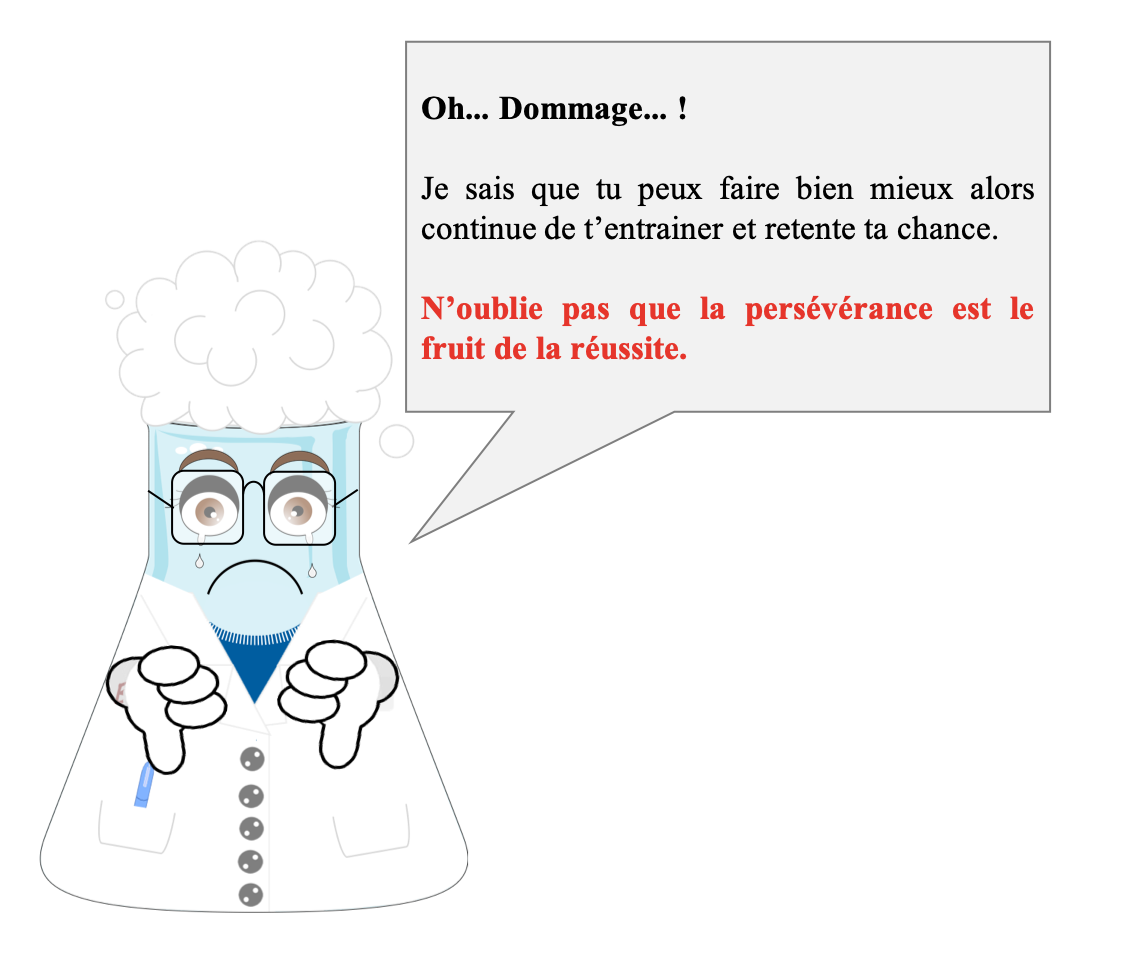 Oh... Dommage... !
Je sais que tu peux faire bien mieux alors
continue de t’entrainer et retente ta chance.
N’oublie pas que la persévérance est le
fruit de la réussite.